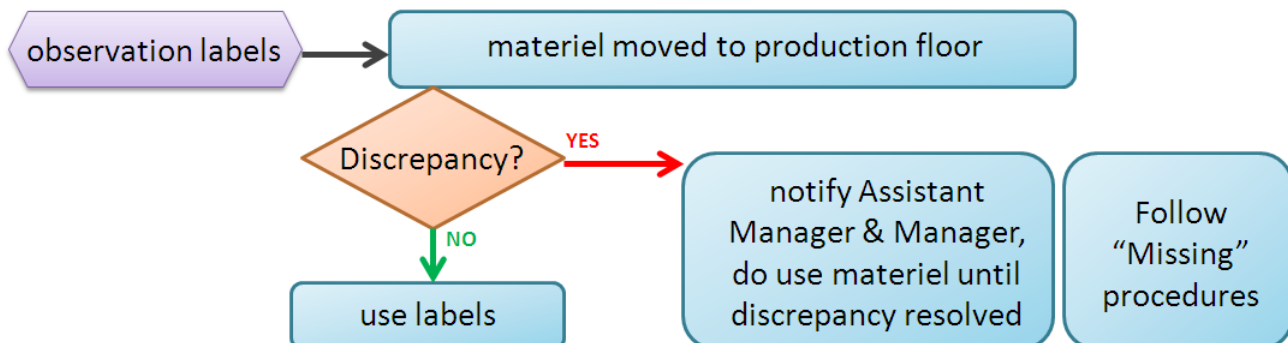 observation labels
materiel moved to production floor
Discrepancy?
YES
NO
use labels
notify Assistant
Manager & Manager,
do use materiel until
discrepancy resolved
Follow
“Missing”
procedures